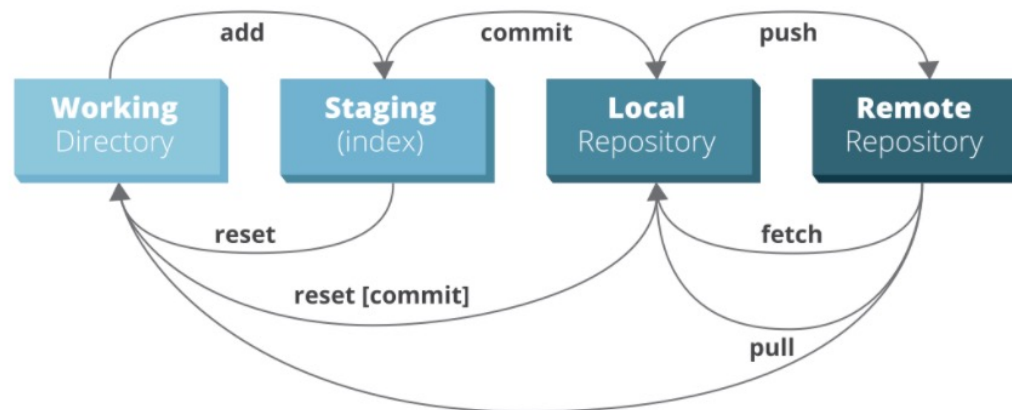 add
commit
push
Working
Directory
Staging
(index)
Local
Repository
Remote
Repository
reset
fetch
reset [commit]
pull